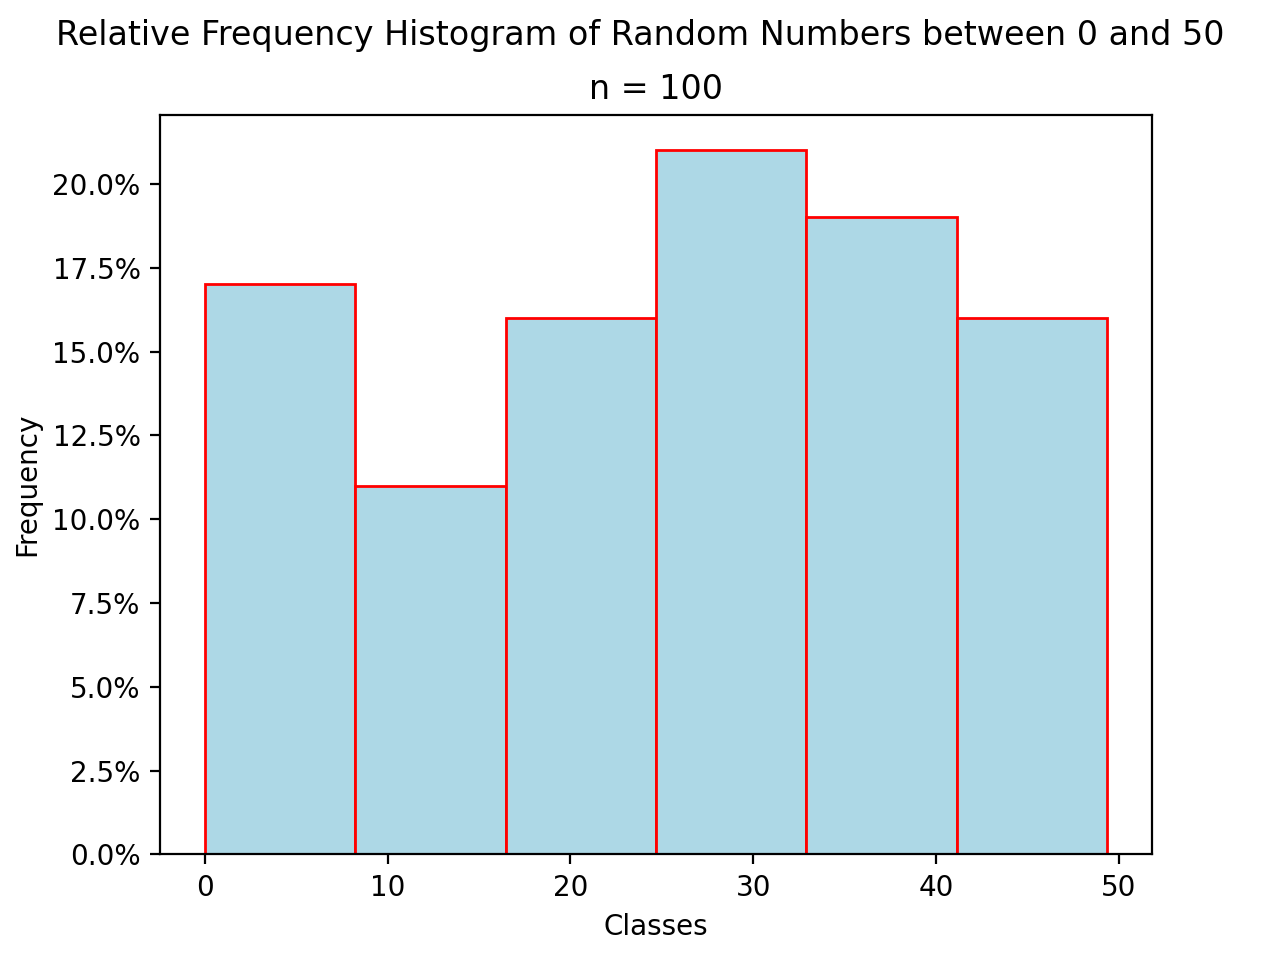 Relative Frequency Histogram of Random Numbers between 0 and 50
n = 100
20.0%
17.5%
15.0%
12.5%
10.0%
7.5%
5.0%
2.5%
0.0%
Frequency
0 10 20 30 40 50
Classes